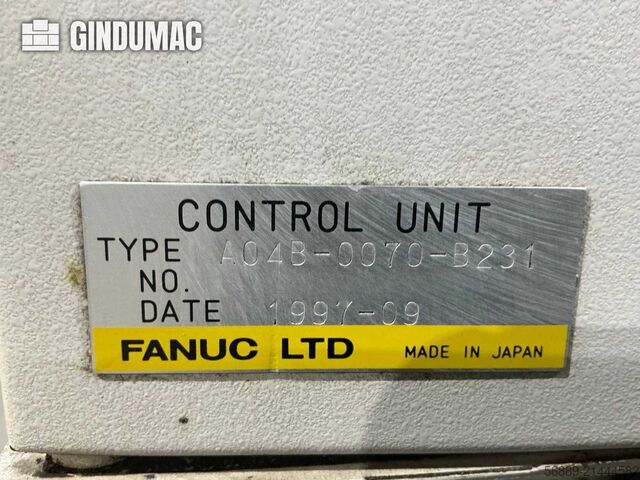 GINDUMAC
CONTROL UNIT
TYPE A04B-0070-B231
NO.
DATE 1997-09
FANUC LTD MADE IN JAPAN